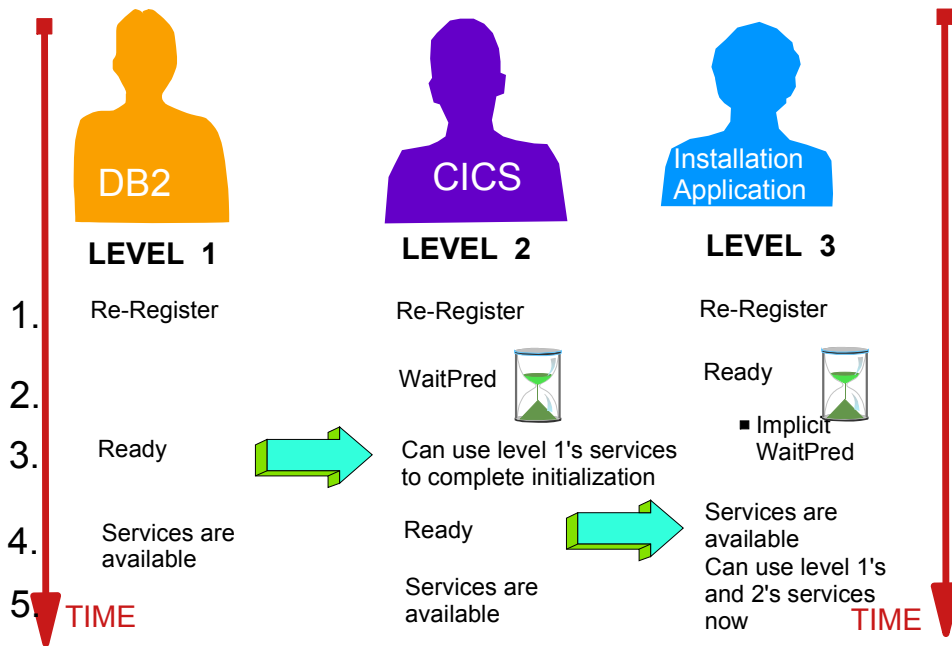 DB2
CICS
Installation
Application
LEVEL 1
LEVEL 2
LEVEL 3
1.
Re-Register
Re-Register
Re-Register
2.
WaitPred
Ready
▪ Implicit
WaitPred
3.
Ready
Can use level 1's services
to complete initialization
4.
Services are
available
Ready
Services are
available
Can use level 1's
and 2's services
now
5.
Services are
available
TIME
TIME